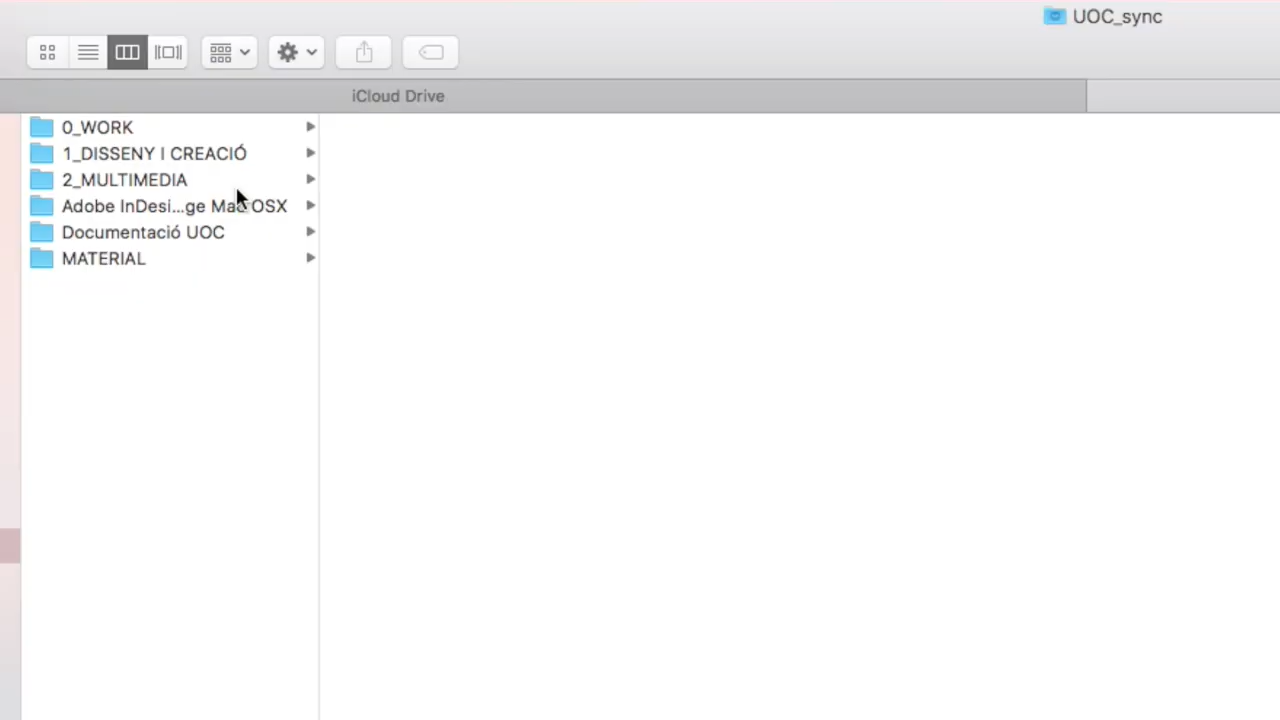 UOC_sync
iCloud Drive
0_WORK
1_DISSENY I CREACIÓ
2_MULTIMEDIA
Adobe InDesi...ge Mac OSX
Documentació UOC
MATERIAL